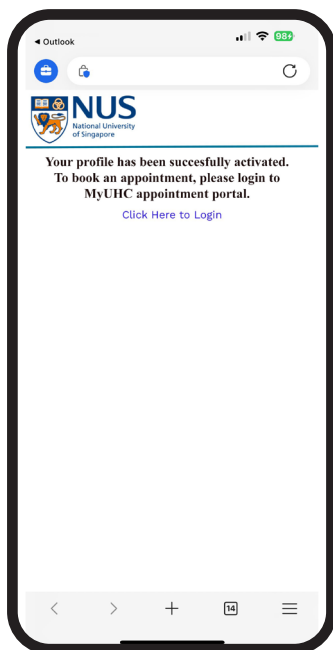 ◀ Outlook
98
NUS
National University
of Singapore
Your profile has been succesfully activated.
To book an appointment, please login to
MyUHC appointment portal.
Click Here to Login
14